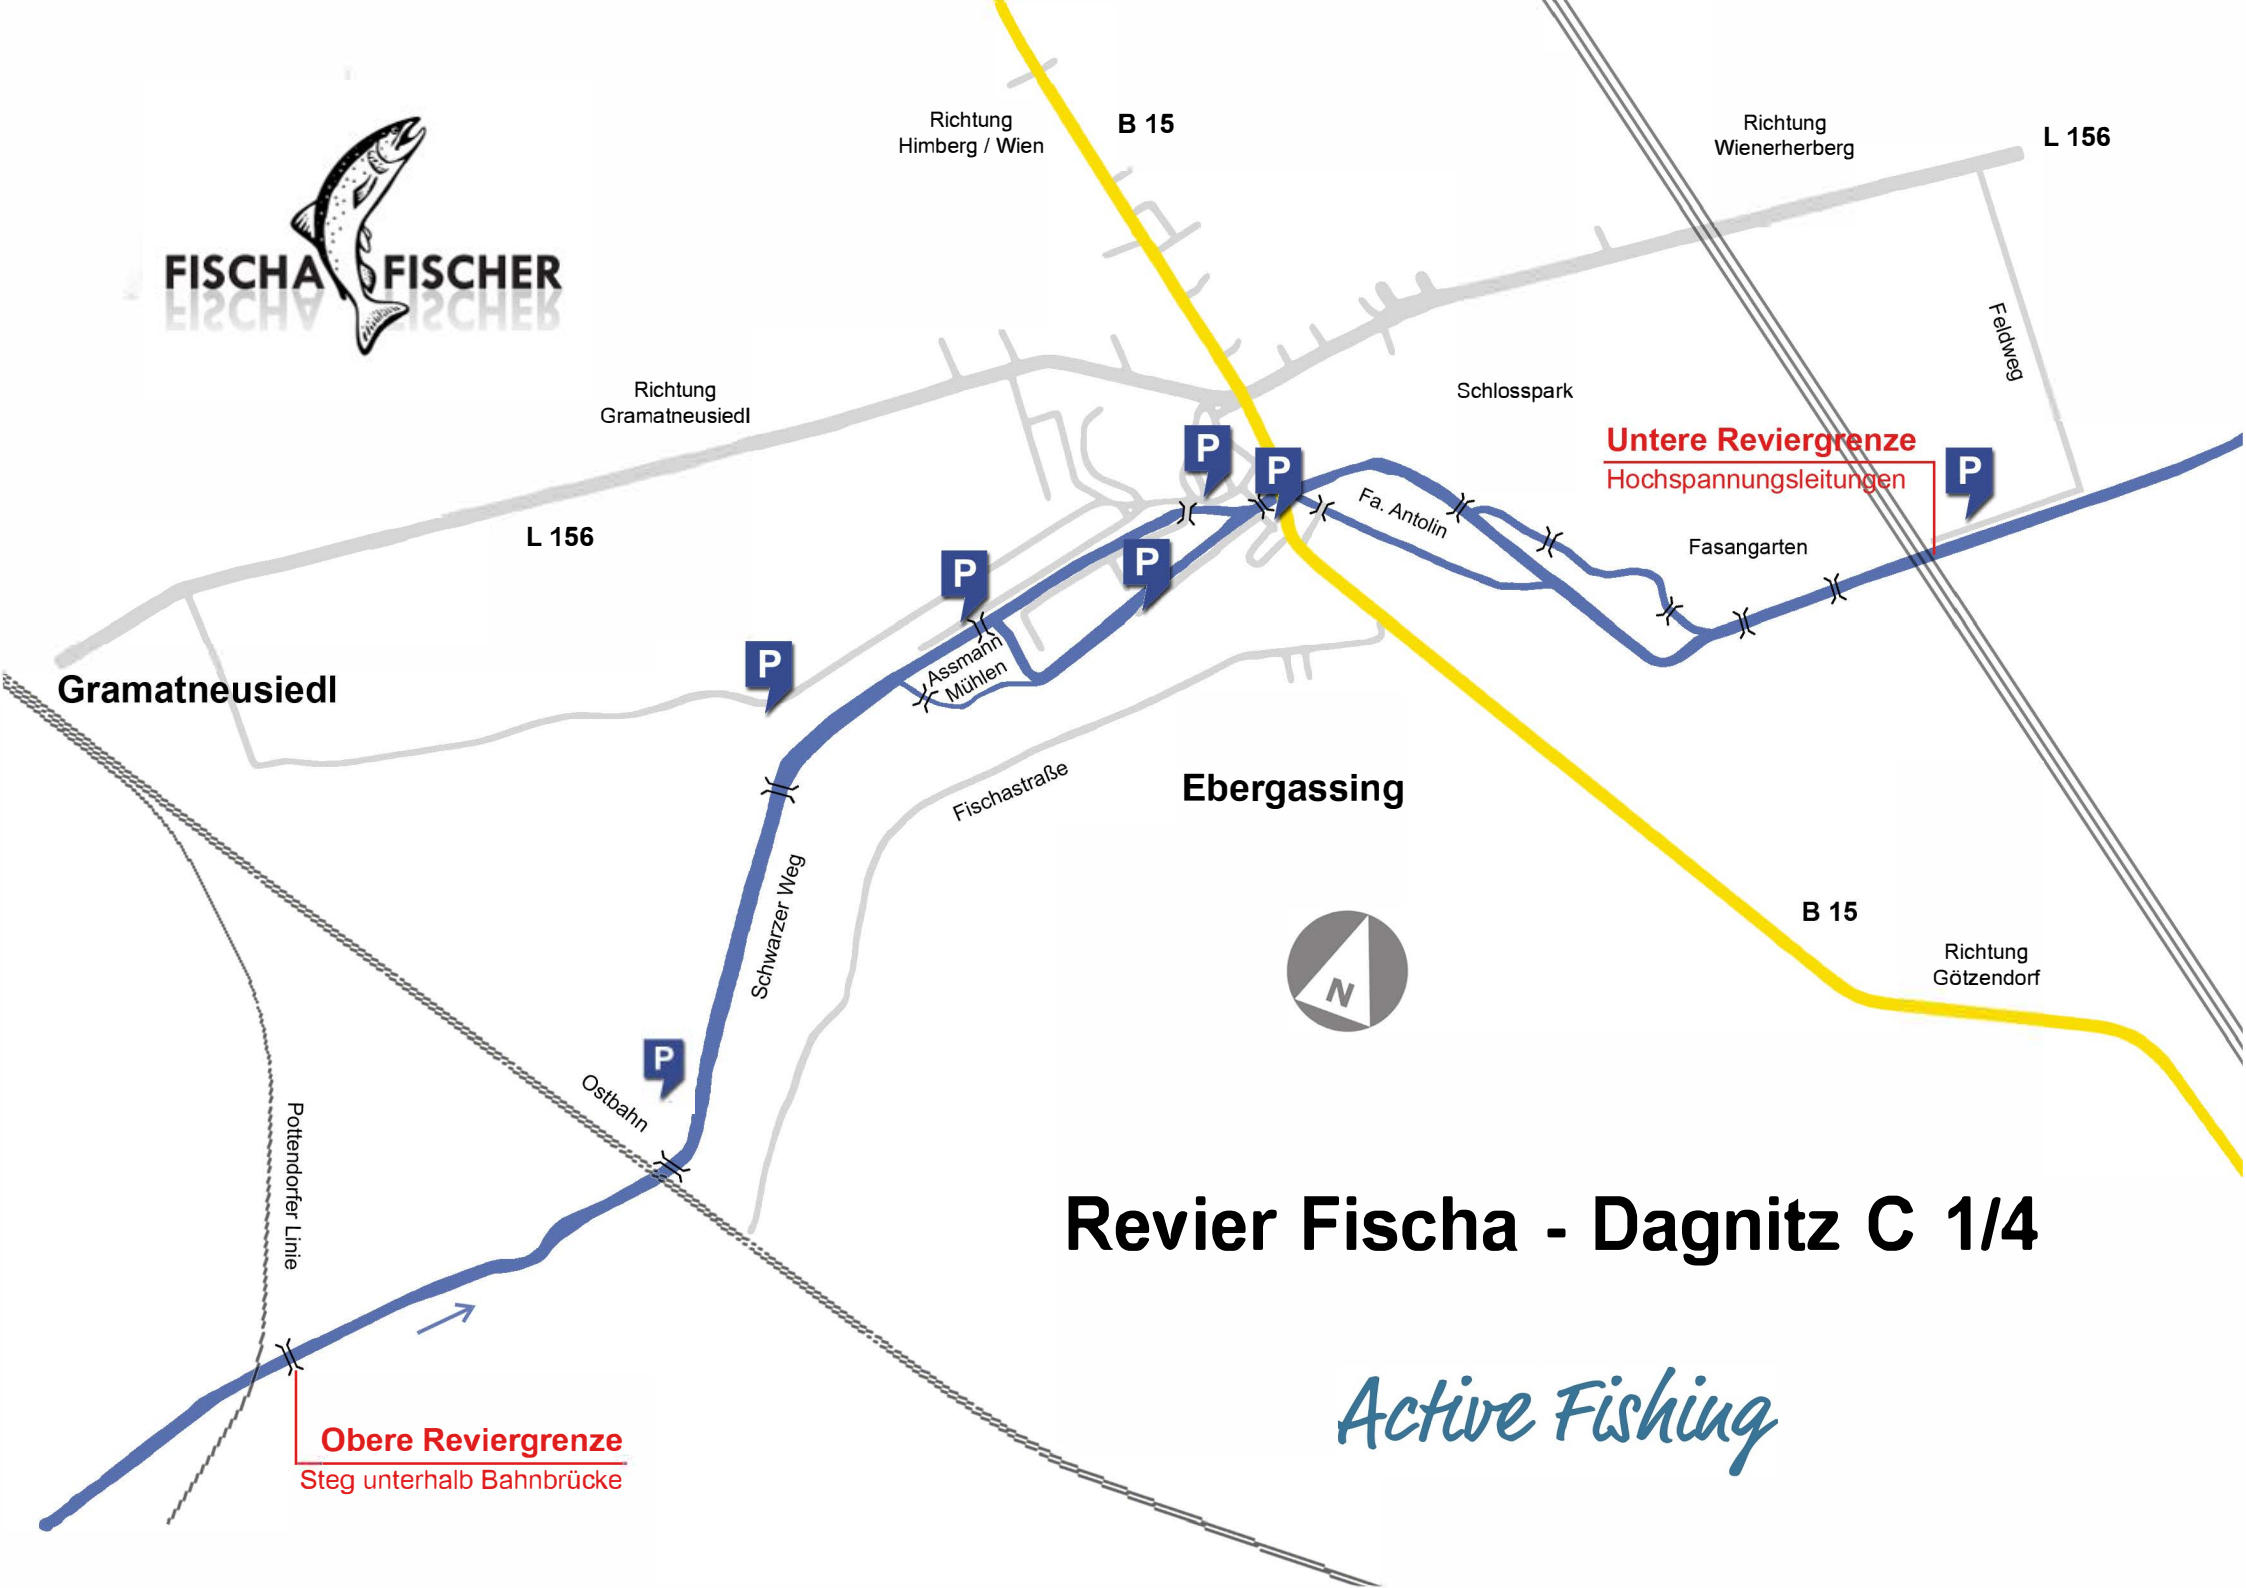 Richtung
Himberg / Wien
B 15
Richtung
Wienerherberg
L 156
FISCHA FISCHER
Feldweg
Richtung
Gramatneusiedl
Schlosspark
Untere Reviergrenze
Hochspannungsleitungen
P
P
P
Fa. Antolin
L 156
Fasangarten
P
P
P
Assmann
Mühlen
Gramatneusiedl
Fischastraße
Ebergassing
Schwarzer Weg
B 15
Richtung
Götzendorf
N
P
Ostbahn
Pottendorfer Linie
Revier Fischa - Dagnitz C 1/4
Active Fishing
Obere Reviergrenze
Steg unterhalb Bahnbrücke